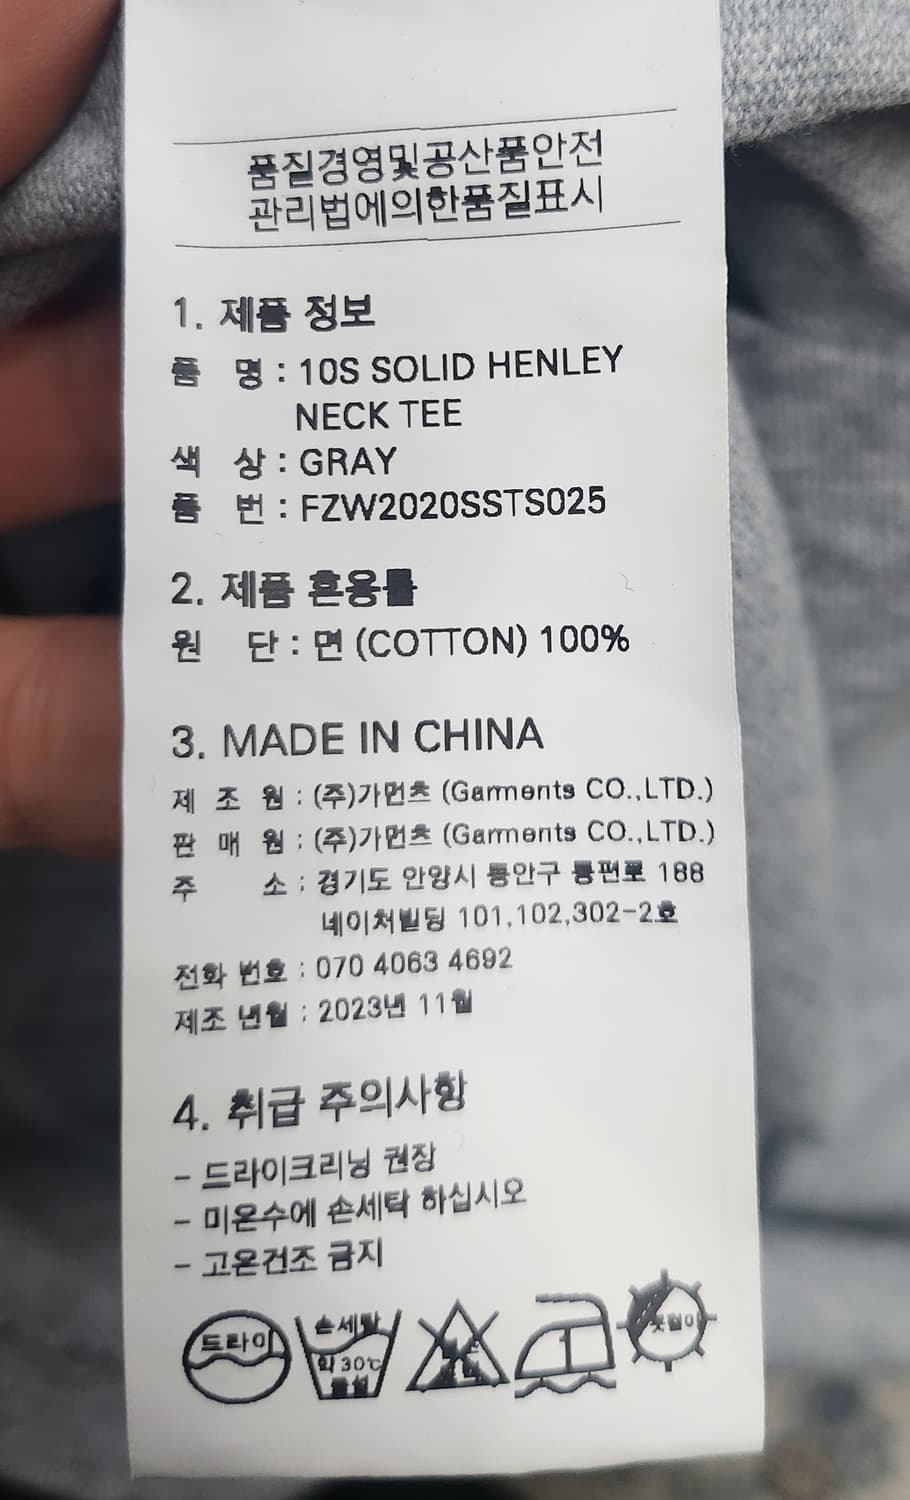 품질경영및공산품안전
관리법에의한품질표시
1. 제품 정보
품 명 : 10S SOLID HENLEY
NECK TEE
색 상 : GRAY
품 번 : FZW2020SSTS025
2. 제품 혼용률
원 단 : 면 (COTTON) 100%
3. MADE IN CHINA
제 조 원 : (주)가먼츠 (Garments CO.,LTD.)
판 매 원 : (주)가먼츠 (Garments CO.,LTD.)
주 소 : 경기도 안양시 동안구 흥편로 188
네이처빌딩 101,102,302-2호
전화 번호 : 070 4063 4692
제조 년월 : 2023년 11월
4. 취급 주의사항
- 드라이크리닝 권장
- 미온수에 손세탁 하십시오
- 고온건조 금지
드라이
손세탁
약 30℃
옷걸이